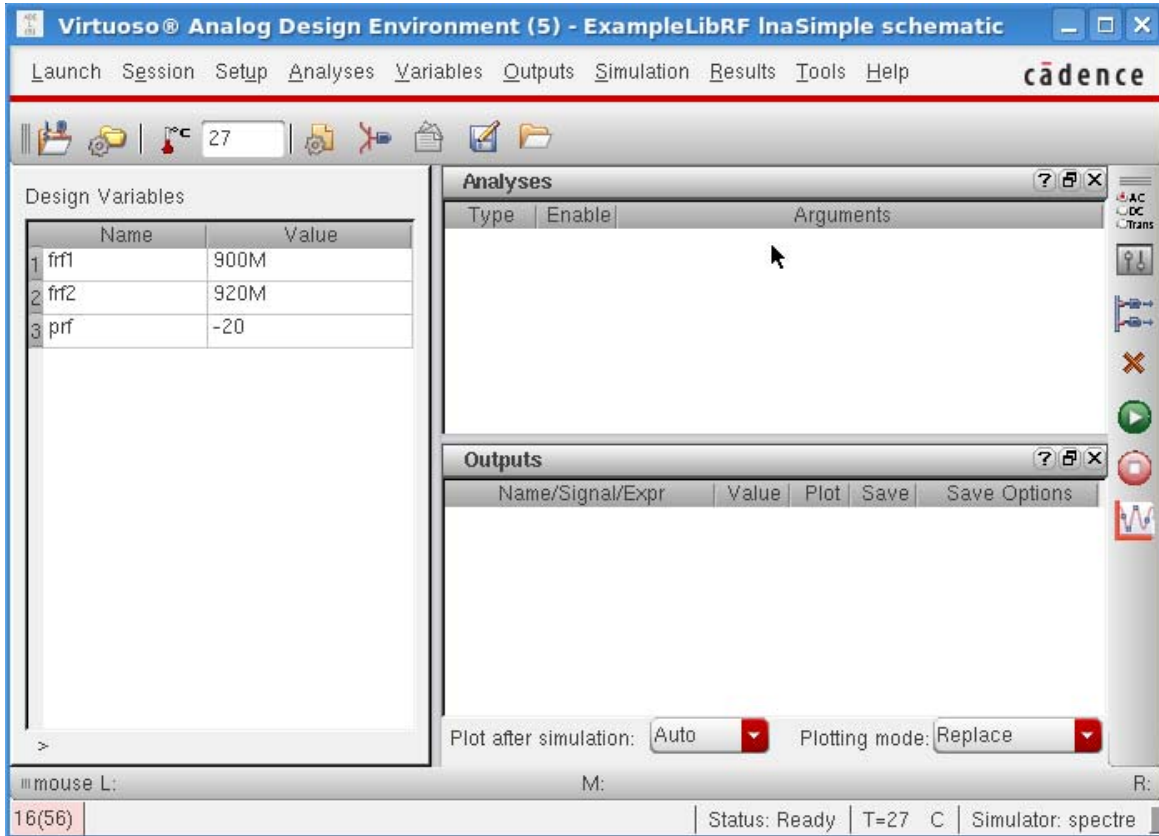 Virtuoso® Analog Design Environment (5) - ExampleLibRF lnaSimple schematic
Launch Session Setup Analyses Variables Outputs Simulation Results Tools Help cādence
°C 27
Design Variables
Name Value
1 frf1 900M
2 frf2 920M
3 prf -20
>
Analyses
Type Enable Arguments
AC
DC
Trans
Outputs
Name/Signal/Expr Value Plot Save Save Options
Plot after simulation: Auto Plotting mode: Replace
mouse L: M: R:
16(56) Status: Ready T=27 C Simulator: spectre